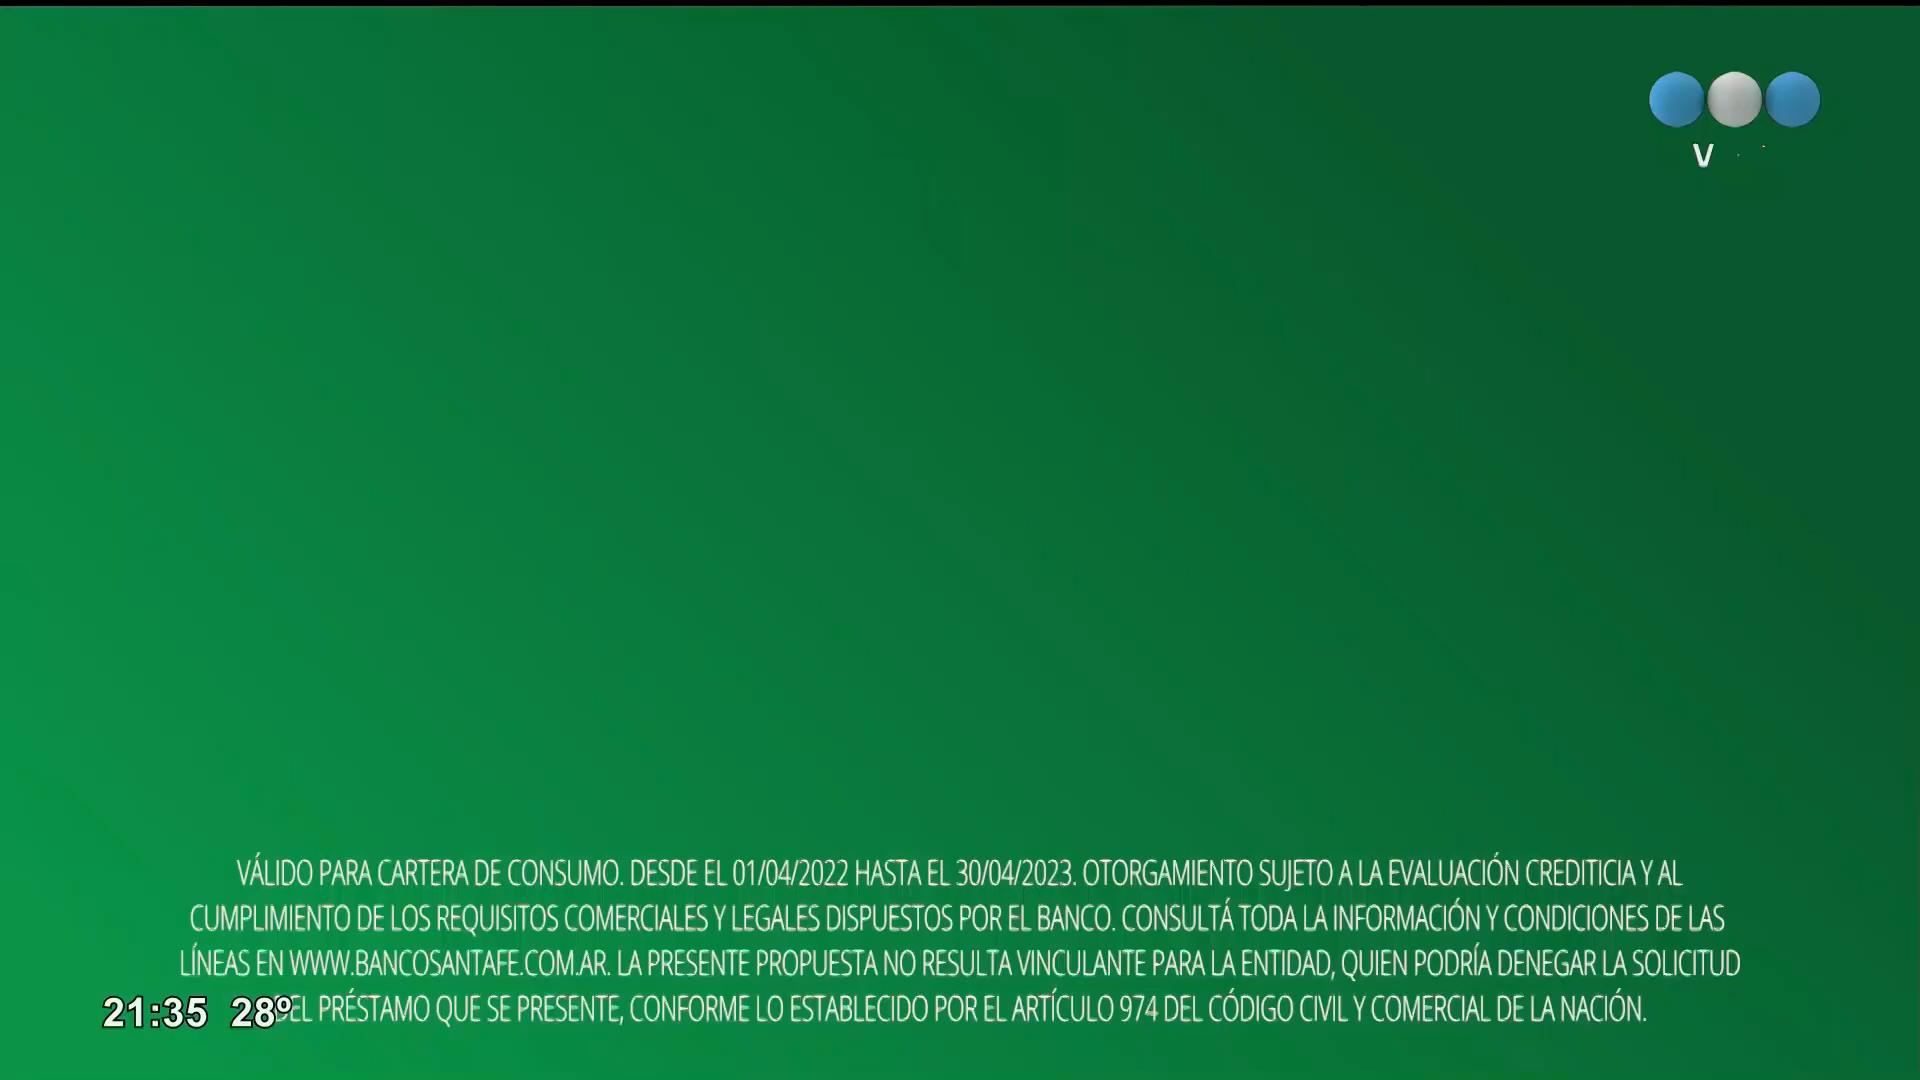 V
VÁLIDO PARA CARTERA DE CONSUMO. DESDE EL 01/04/2022 HASTA EL 30/04/2023. OTORGAMIENTO SUJETO A LA EVALUACIÓN CREDITICIA Y AL
CUMPLIMIENTO DE LOS REQUISITOS COMERCIALES Y LEGALES DISPUESTOS POR EL BANCO. CONSULTÁ TODA LA INFORMACIÓN Y CONDICIONES DE LAS
LÍNEAS EN WWW.BANCOSANTAFE.COM.AR. LA PRESENTE PROPUESTA NO RESULTA VINCULANTE PARA LA ENTIDAD, QUIEN PODRÍA DENEGAR LA SOLICITUD
DEL PRÉSTAMO QUE SE PRESENTE, CONFORME LO ESTABLECIDO POR EL ARTÍCULO 974 DEL CÓDIGO CIVIL Y COMERCIAL DE LA NACIÓN.
21:35 28º